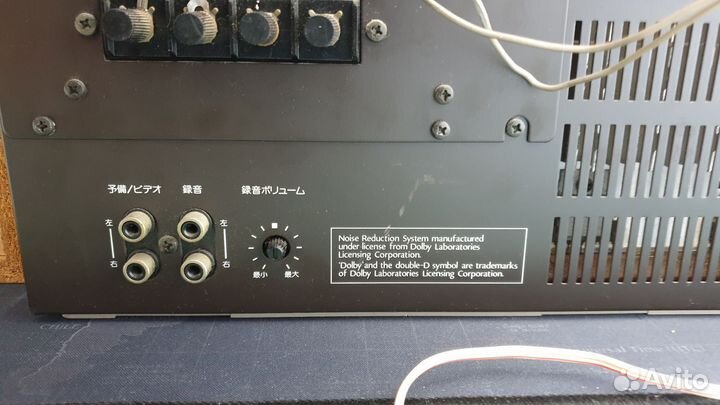 予備/ビデオ 録音 録音ボリューム
左 左
右 右
最小 最大
Noise Reduction System manufactured
under license from Dolby Laboratories
Licensing Corporation.
'Dolby' and the double-D symbol are trademarks
of Dolby Laboratories Licensing Corporation.
CHILE
Avito